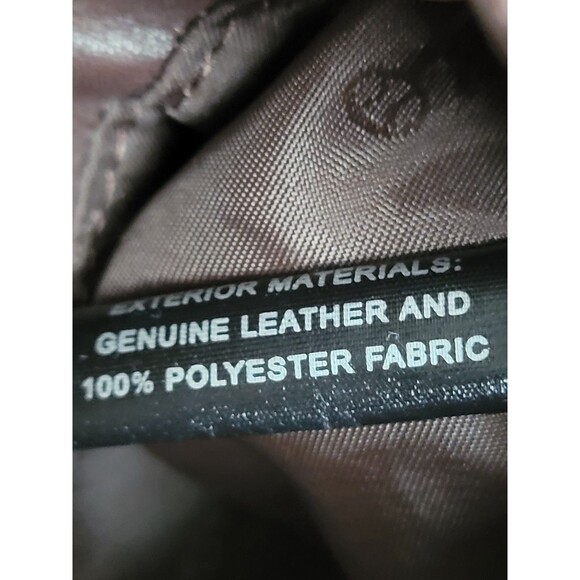 EXTERIOR MATERIALS:
GENUINE LEATHER AND
100% POLYESTER FABRIC